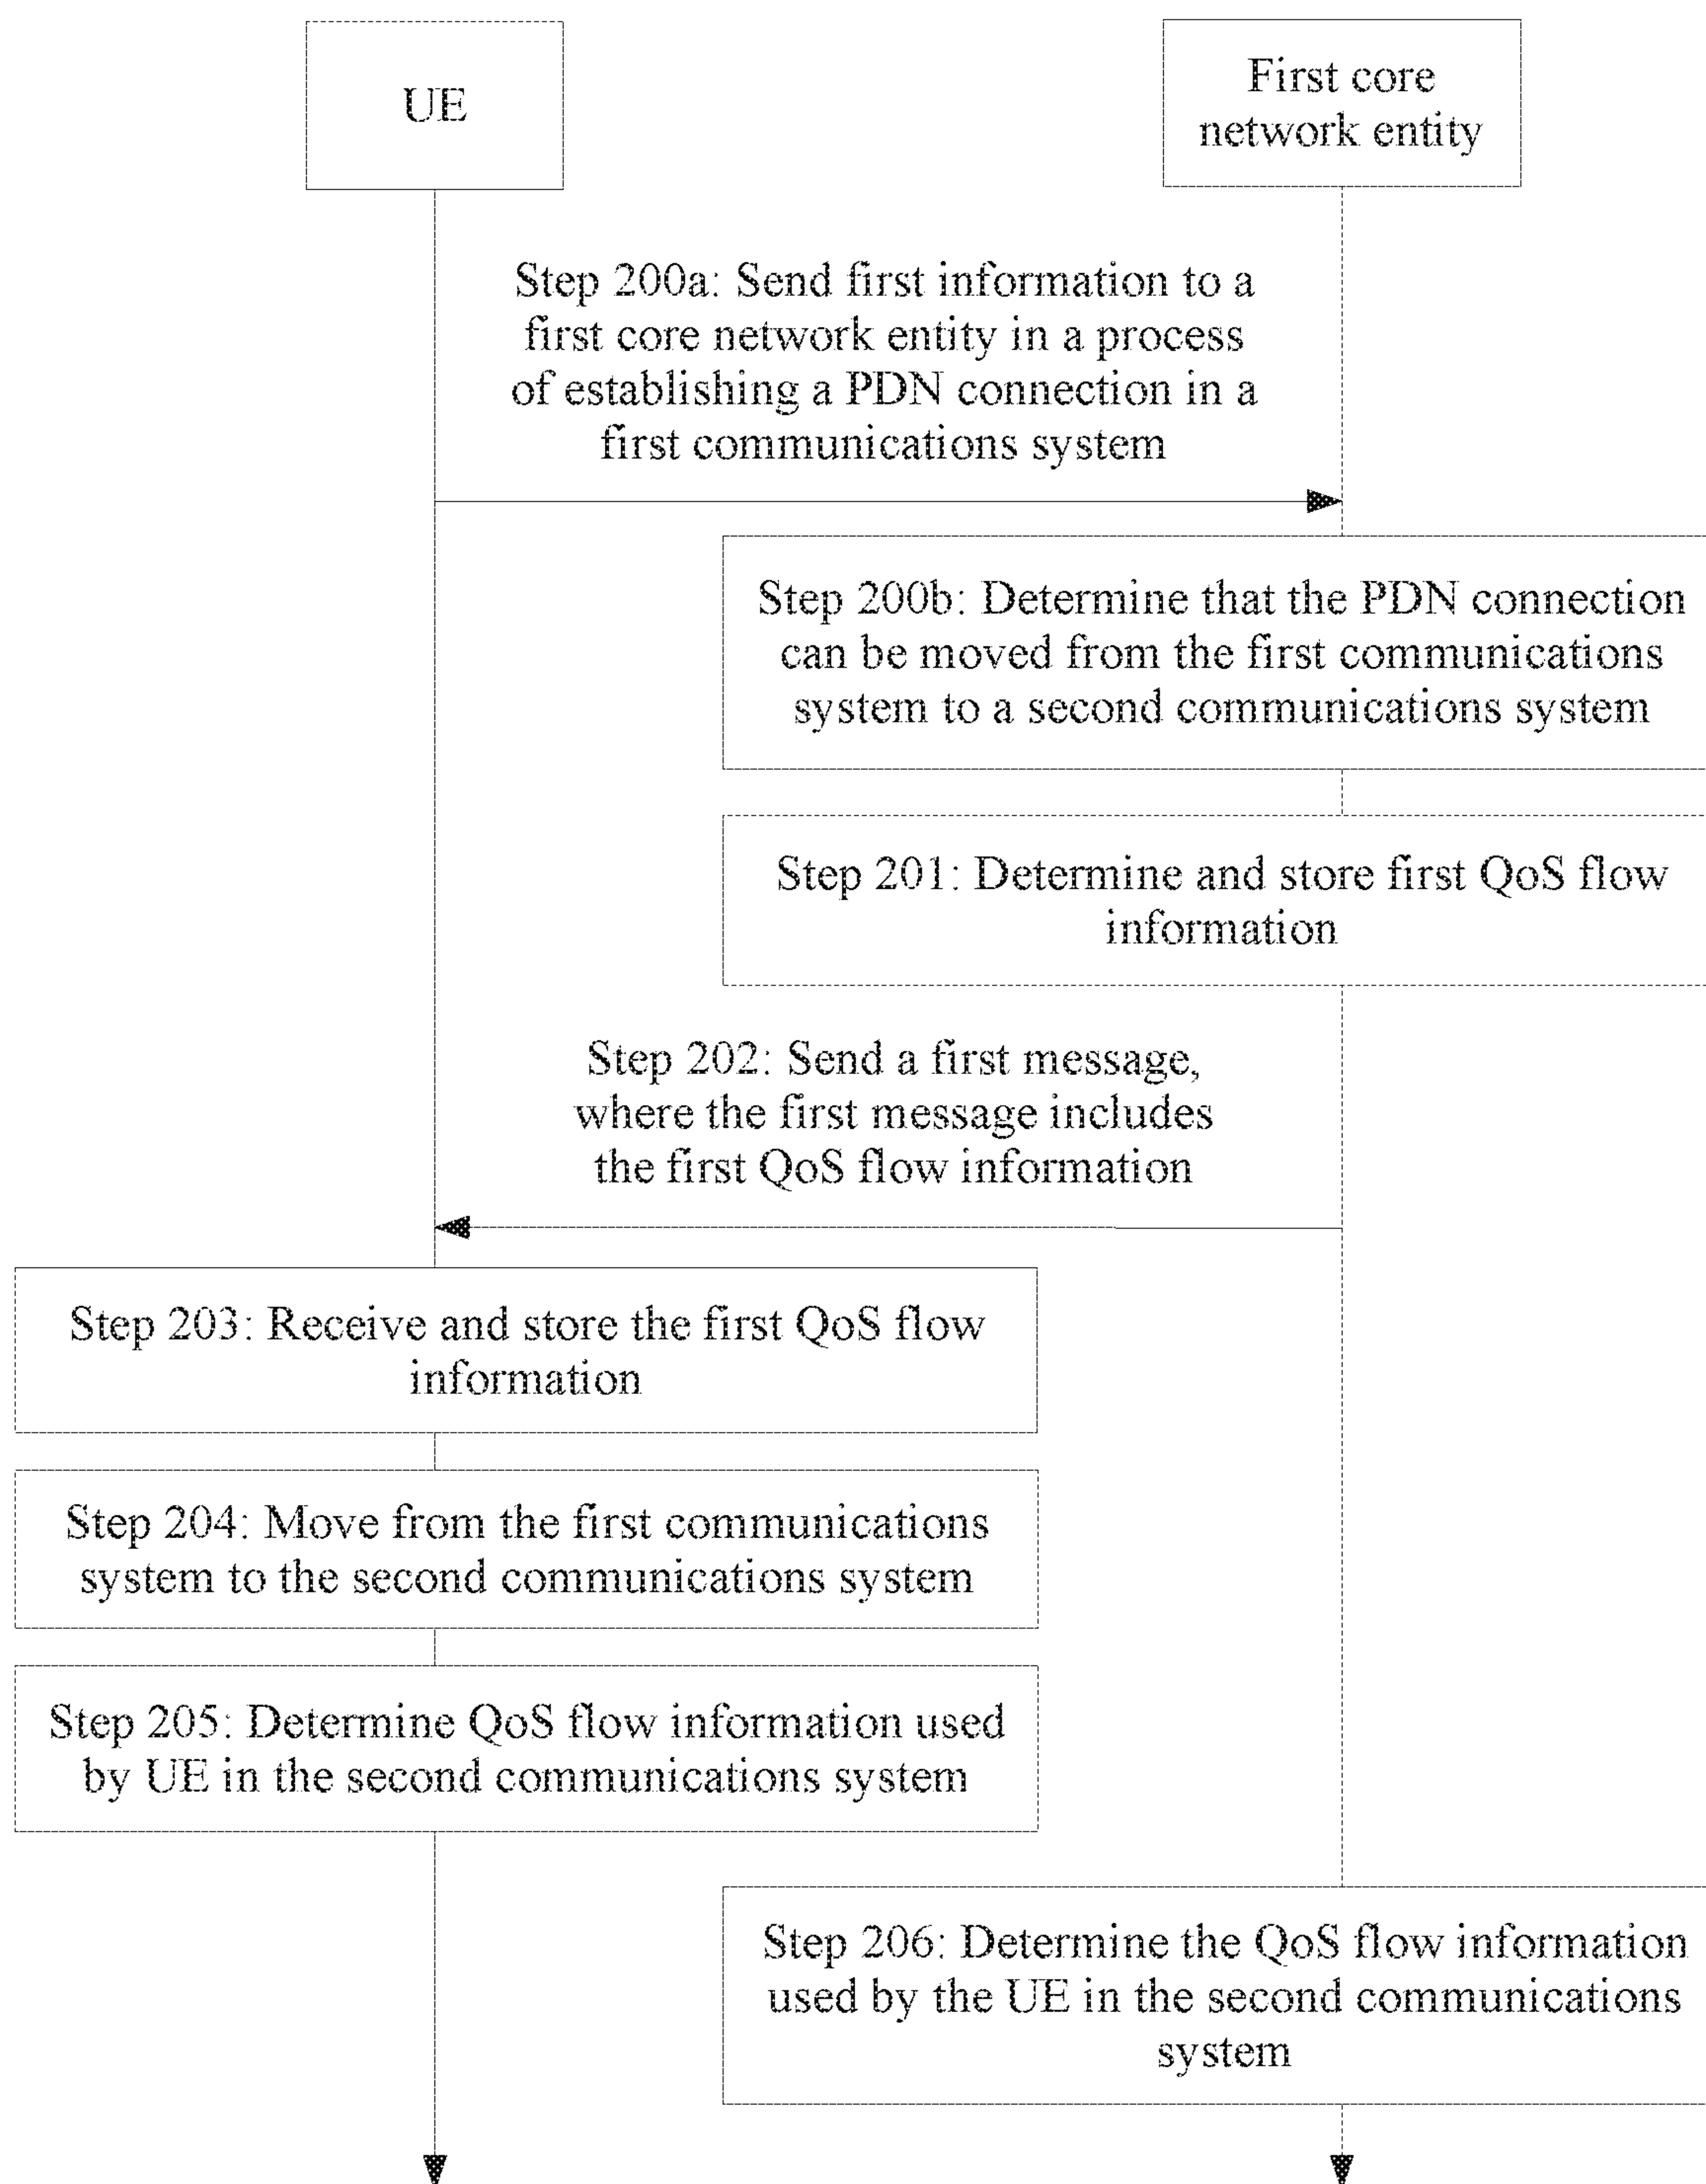 UE
First core
network entity
Step 200a: Send first information to a
first core network entity in a process
of establishing a PDN connection in a
first communications system
Step 200b: Determine that the PDN connection
can be moved from the first communications
system to a second communications system
Step 201: Determine and store first QoS flow
information
Step 202: Send a first message,
where the first message includes
the first QoS flow information
Step 203: Receive and store the first QoS flow
information
Step 204: Move from the first communications
system to the second communications system
Step 205: Determine QoS flow information used
by UE in the second communications system
Step 206: Determine the QoS flow information
used by the UE in the second communications
system